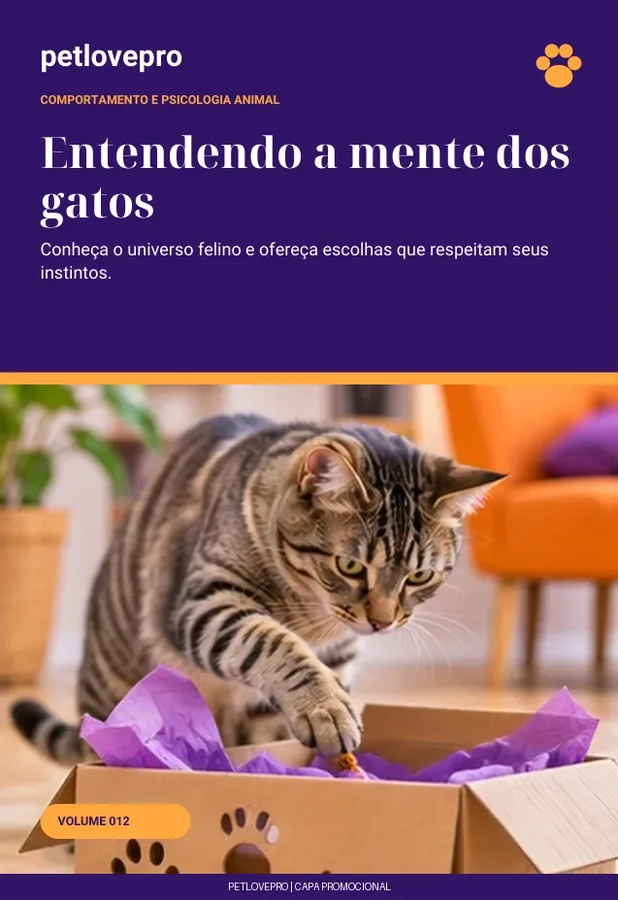 petlovepro
COMPORTAMENTO E PSICOLOGIA ANIMAL
Entendendo a mente dos
gatos
Conheça o universo felino e ofereça escolhas que respeitam seus
instintos.
VOLUME 012
PETLOVEPRO | CAPA PROMOCIONAL